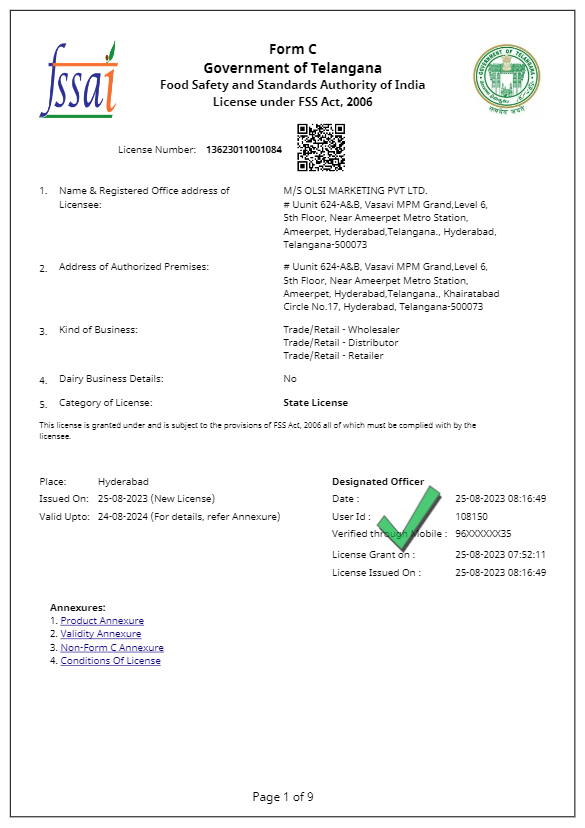 fssai
Form C
Government of Telangana
Food Safety and Standards Authority of India
License under FSS Act, 2006
License Number: 13623011001084
1. Name & Registered Office address of Licensee:
M/S OLSI MARKETING PVT LTD.
# Uunit 624-A&B, Vasavi MPM Grand,Level 6,
5th Floor, Near Ameerpet Metro Station,
Ameerpet, Hyderabad,Telangana., Hyderabad,
Telangana-500073
2. Address of Authorized Premises:
# Uunit 624-A&B, Vasavi MPM Grand,Level 6,
5th Floor, Near Ameerpet Metro Station,
Ameerpet, Hyderabad,Telangana., Khairatabad
Circle No.17, Hyderabad, Telangana-500073
3. Kind of Business:
Trade/Retail - Wholesaler
Trade/Retail - Distributor
Trade/Retail - Retailer
4. Dairy Business Details: No
5. Category of License: State License
This license is granted under and is subject to the provisions of FSS Act, 2006 all of which must be complied with by the
licensee.
Place: Hyderabad
Issued On: 25-08-2023 (New License)
Valid Upto: 24-08-2024 (For details, refer Annexure)
Designated Officer
Date : 25-08-2023 08:16:49
User Id : 108150
Verified through Mobile : 96XXXXXX35
License Grant on : 25-08-2023 07:52:11
License Issued On : 25-08-2023 08:16:49
Annexures:
1. Product Annexure
2. Validity Annexure
3. Non-Form C Annexure
4. Conditions Of License
Page 1 of 9